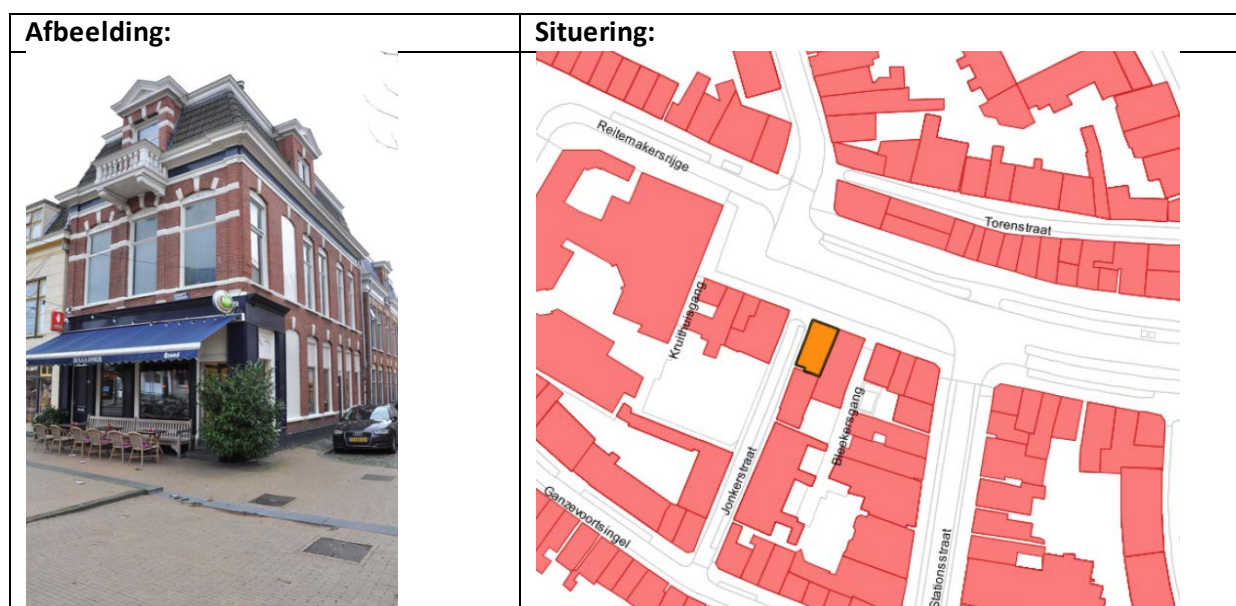 Afbeelding:
Situering:
Reitemakersrijge
Torenstraat
Kruithuisgang
Bleekersgang
Jonkerstraat
Ganzevoortsingel
Stationsstraat